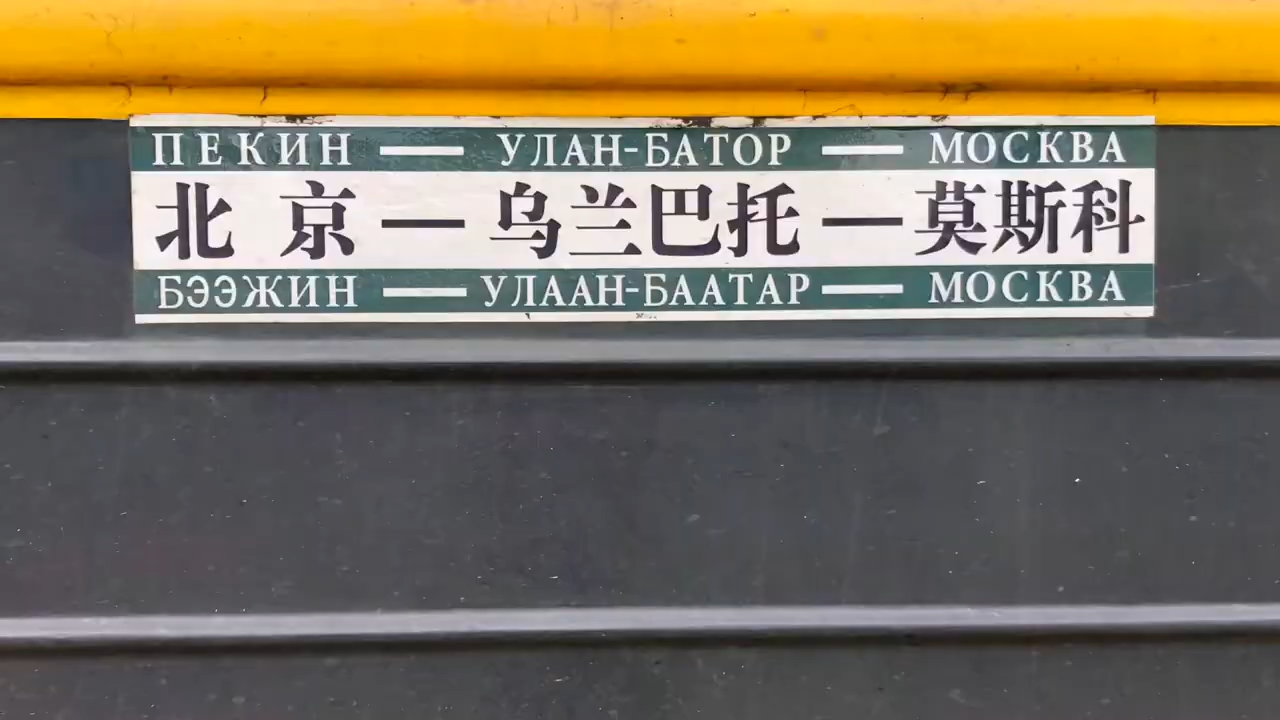 ПЕКИН — УЛАН-БАТОР — МОСКВА
北京 — 乌兰巴托 — 莫斯科
БЭЭЖИН — УЛААН-БААТАР — МОСКВА